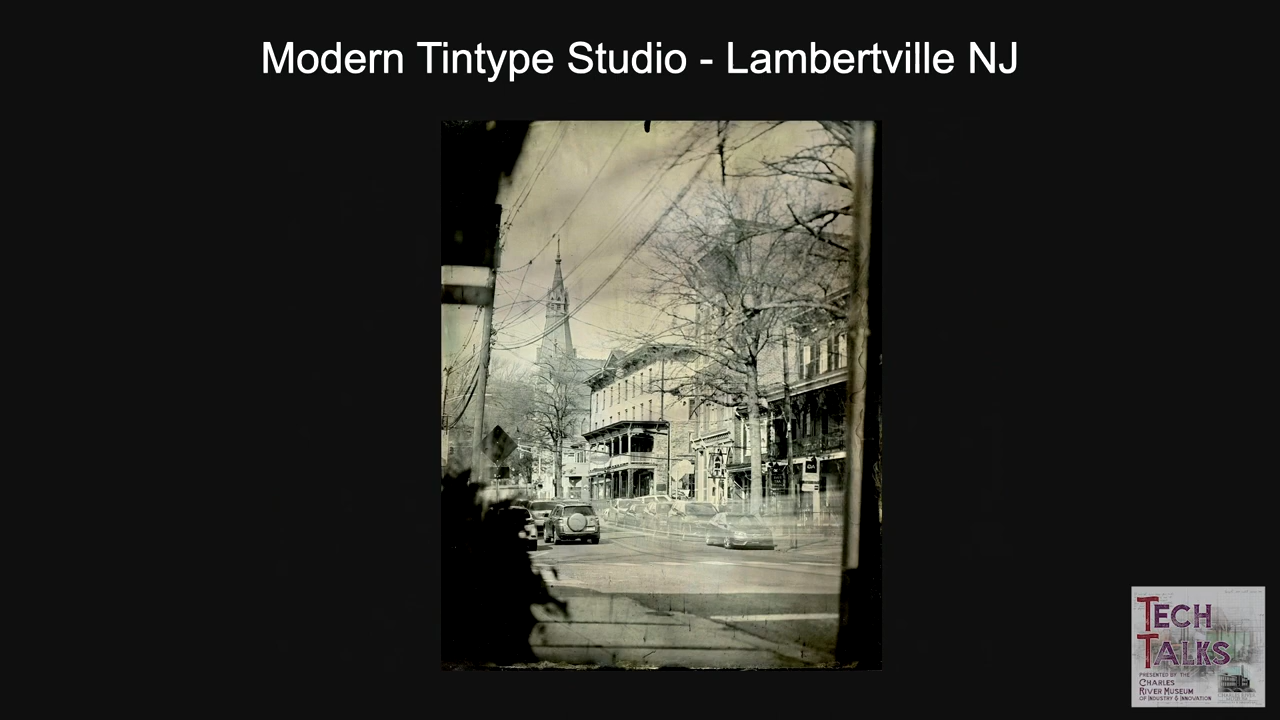 Modern Tintype Studio - Lambertville NJ
TECH
TALKS
PRESENTED BY THE
CHARLES
RIVER MUSEUM
OF INDUSTRY & INNOVATION